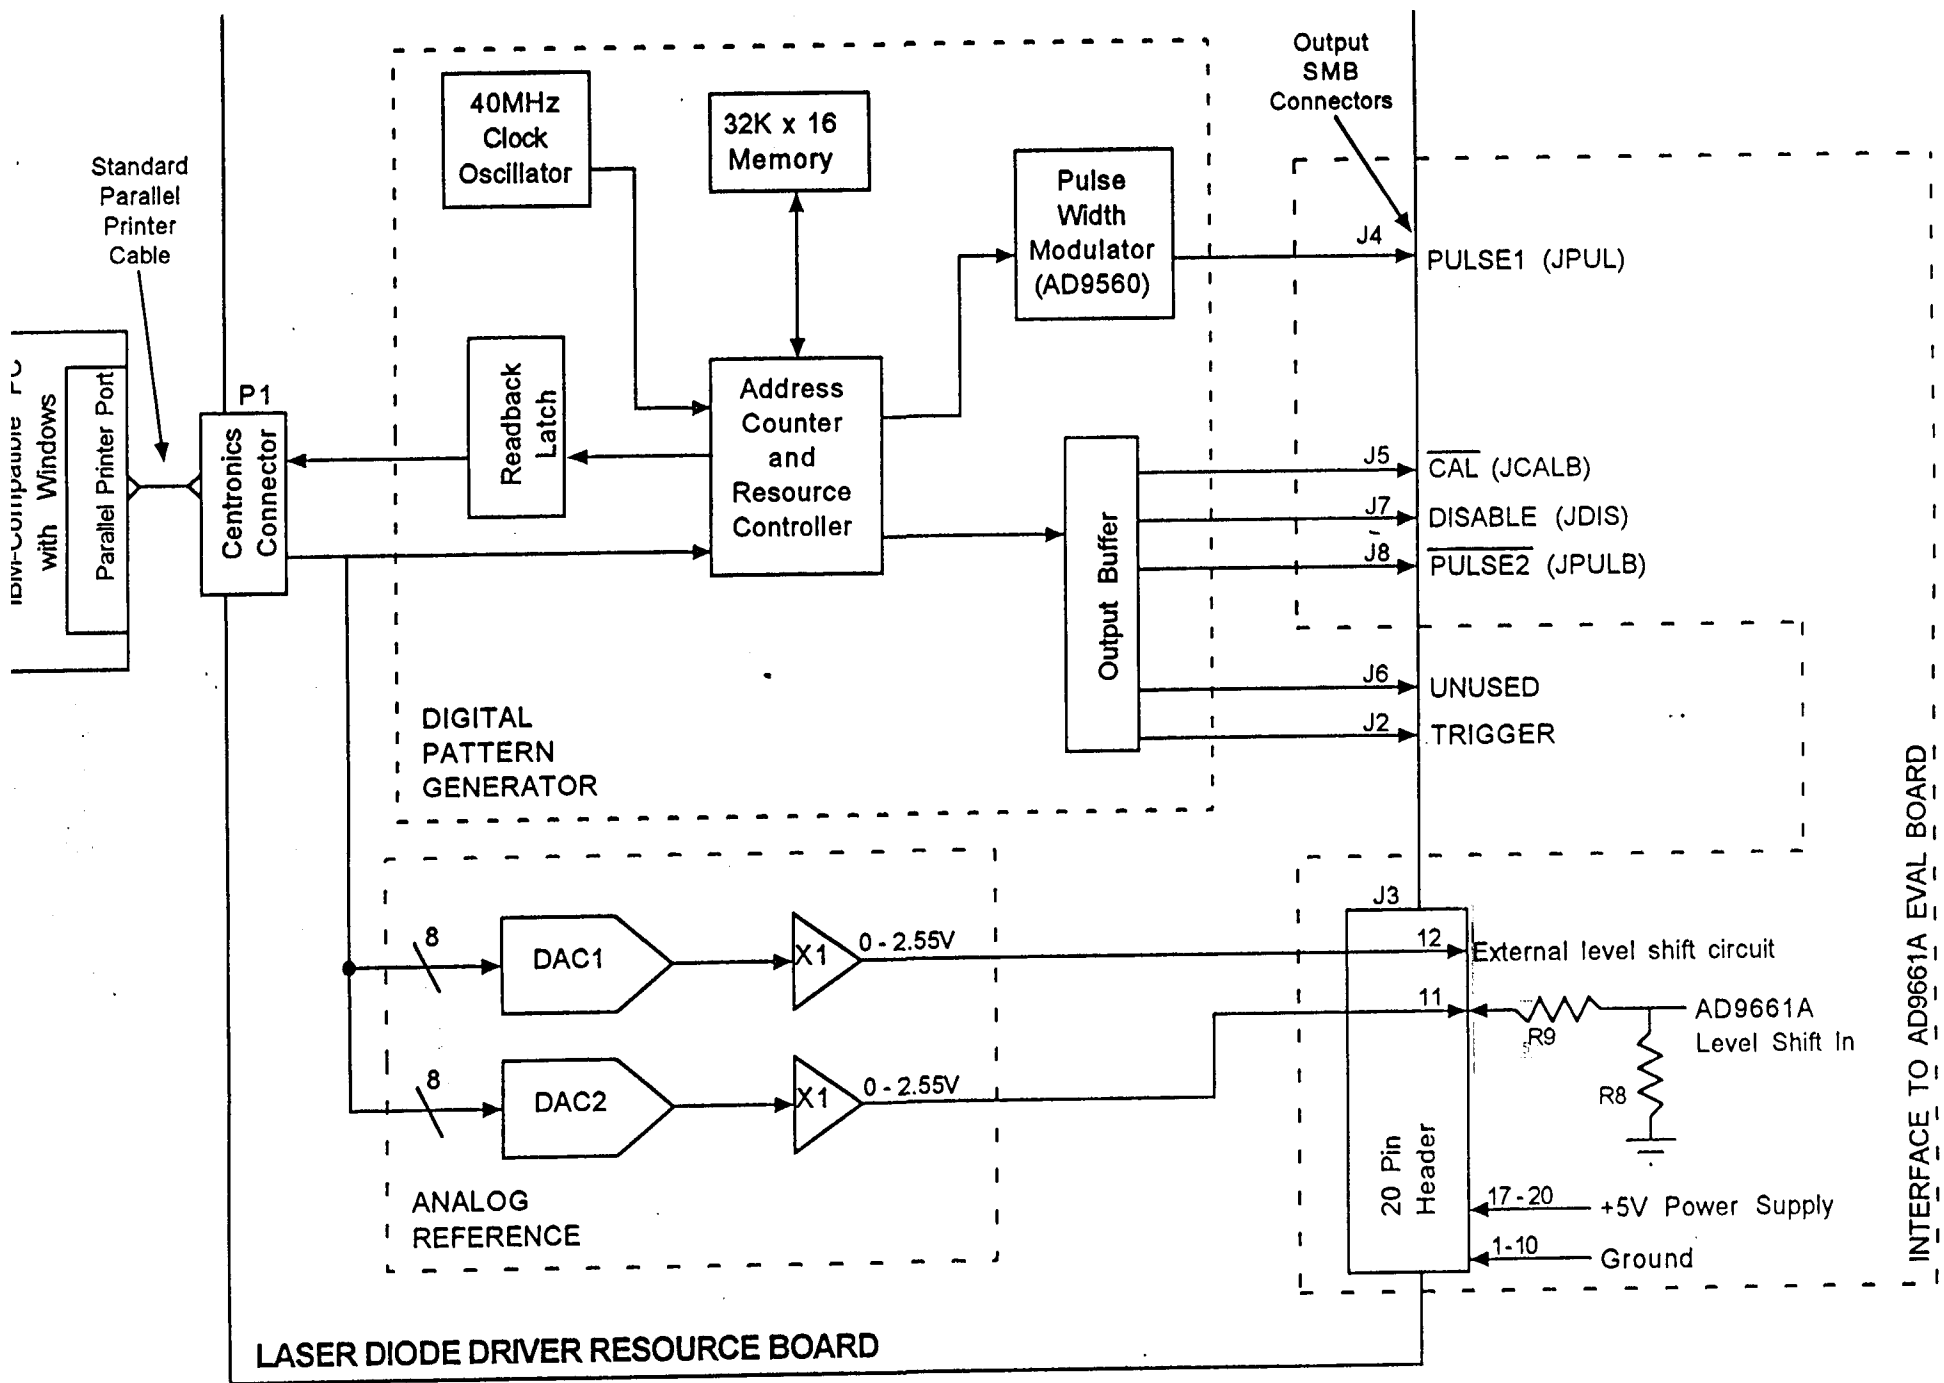 Output
SMB
Connectors
40MHz
Clock
Oscillator
32K x 16
Memory
Standard
Parallel
Printer
Cable
Pulse
Width
Modulator
(AD9560)
J4
PULSE1 (JPUL)
with Windows
Parallel Printer Port
P1
Centronics
Connector
Readback
Latch
Address
Counter
and
Resource
Controller
Output Buffer
J5
CAL (JCALB)
J7
DISABLE (JDIS)
J8
PULSE2 (JPULB)
J6
UNUSED
J2
TRIGGER
DIGITAL
PATTERN
GENERATOR
INTERFACE TO AD9661A EVAL BOARD
8
DAC1
X1
0 - 2.55V
J3
12
External level shift circuit
11
R9
AD9661A
Level Shift In
R8
8
DAC2
X1
0 - 2.55V
20 Pin
Header
17 - 20
+5V Power Supply
1-10
Ground
ANALOG
REFERENCE
LASER DIODE DRIVER RESOURCE BOARD